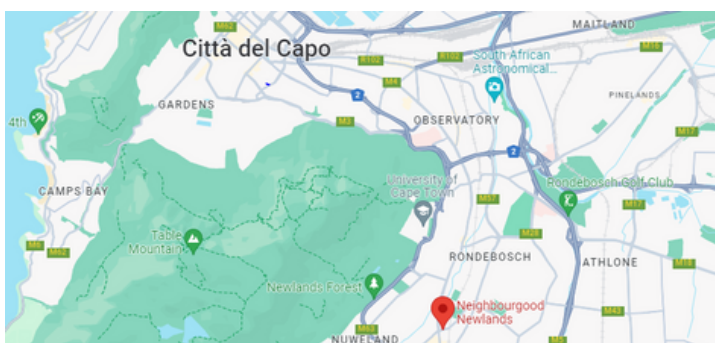 M62
MAITLAND
Città del Capo
R102
M16
South African
Astronomical...
M4
2
PINELANDS
GARDENS
4th
M3
OBSERVATORY
M17
2
University of
Cape Town
Rondebosch Golf Club
CAMPS BAY
M57
M17
M6
M62
Table
Mountain
M28
RONDEBOSCH
ATHLONE
M18
Newlands Forest
Neighbourgood
Newlands
M43
M63
NUWELAND
M5